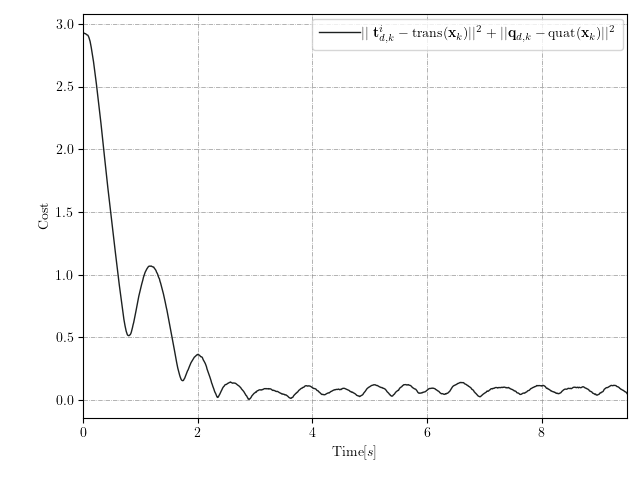 || t^i_{d,k} − trans(x_k)||² + ||q_{d,k} − quat(x_k)||²
3.0
2.5
2.0
1.5
1.0
0.5
0.0
Cost
0 2 4 6 8
Time[s]